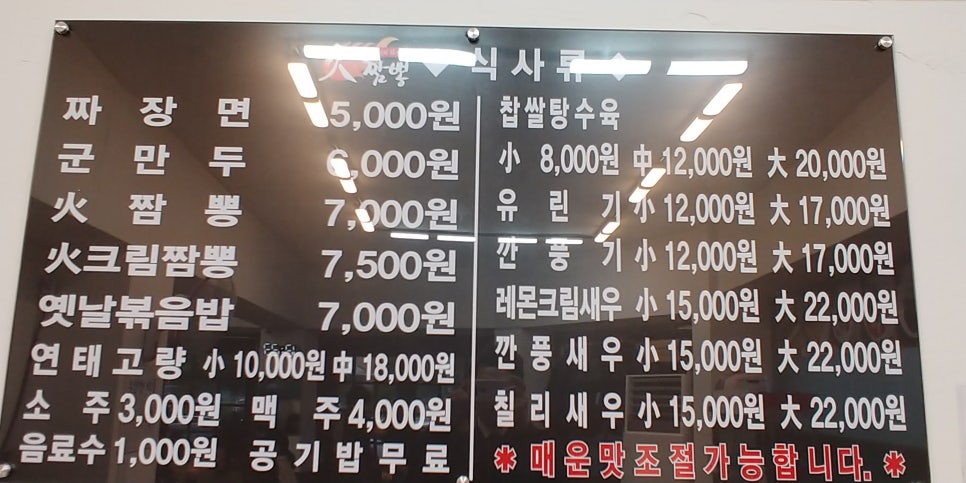 火짬뽕 ◆ 식사류 ◆
짜장면 5,000원
군만두 6,000원
火짬뽕 7,000원
火크림짬뽕 7,500원
옛날볶음밥 7,000원
연태고량 小 10,000원 中 18,000원
소주 3,000원 맥주 4,000원
음료수 1,000원 공기밥무료
찹쌀탕수육
小 8,000원 中 12,000원 大 20,000원
유린기 小 12,000원 大 17,000원
깐풍기 小 12,000원 大 17,000원
레몬크림새우 小 15,000원 大 22,000원
깐풍새우 小 15,000원 大 22,000원
칠리새우 小 15,000원 大 22,000원
* 매운맛조절가능합니다. *